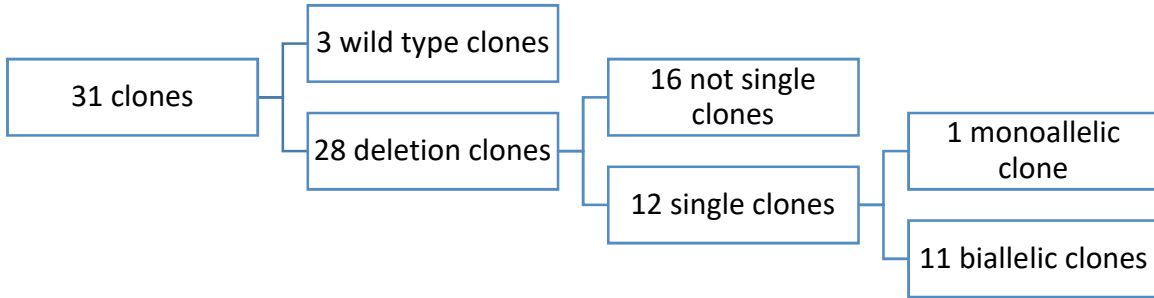 31 clones
3 wild type clones
28 deletion clones
16 not single
clones
12 single clones
1 monoallelic
clone
11 biallelic clones